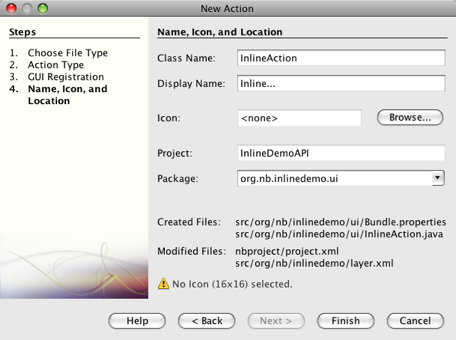 New Action
Steps
1. Choose File Type
2. Action Type
3. GUI Registration
4. Name, Icon, and
Location
Name, Icon, and Location
Class Name: InlineAction
Display Name: Inline...
Icon: <none> Browse...
Project: InlineDemoAPI
Package: org.nb.inlinedemo.ui
Created Files: src/org/nb/inlinedemo/ui/Bundle.properties
src/org/nb/inlinedemo/ui/InlineAction.java
Modified Files: nbproject/project.xml
src/org/nb/inlinedemo/layer.xml
No Icon (16x16) selected.
Help < Back Next > Finish Cancel